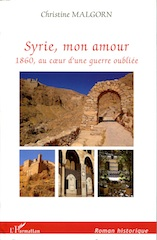 Christine MALGORN
Syrie, mon amour
1860, au cœur d'une guerre oubliée
L'Harmattan
Roman historique